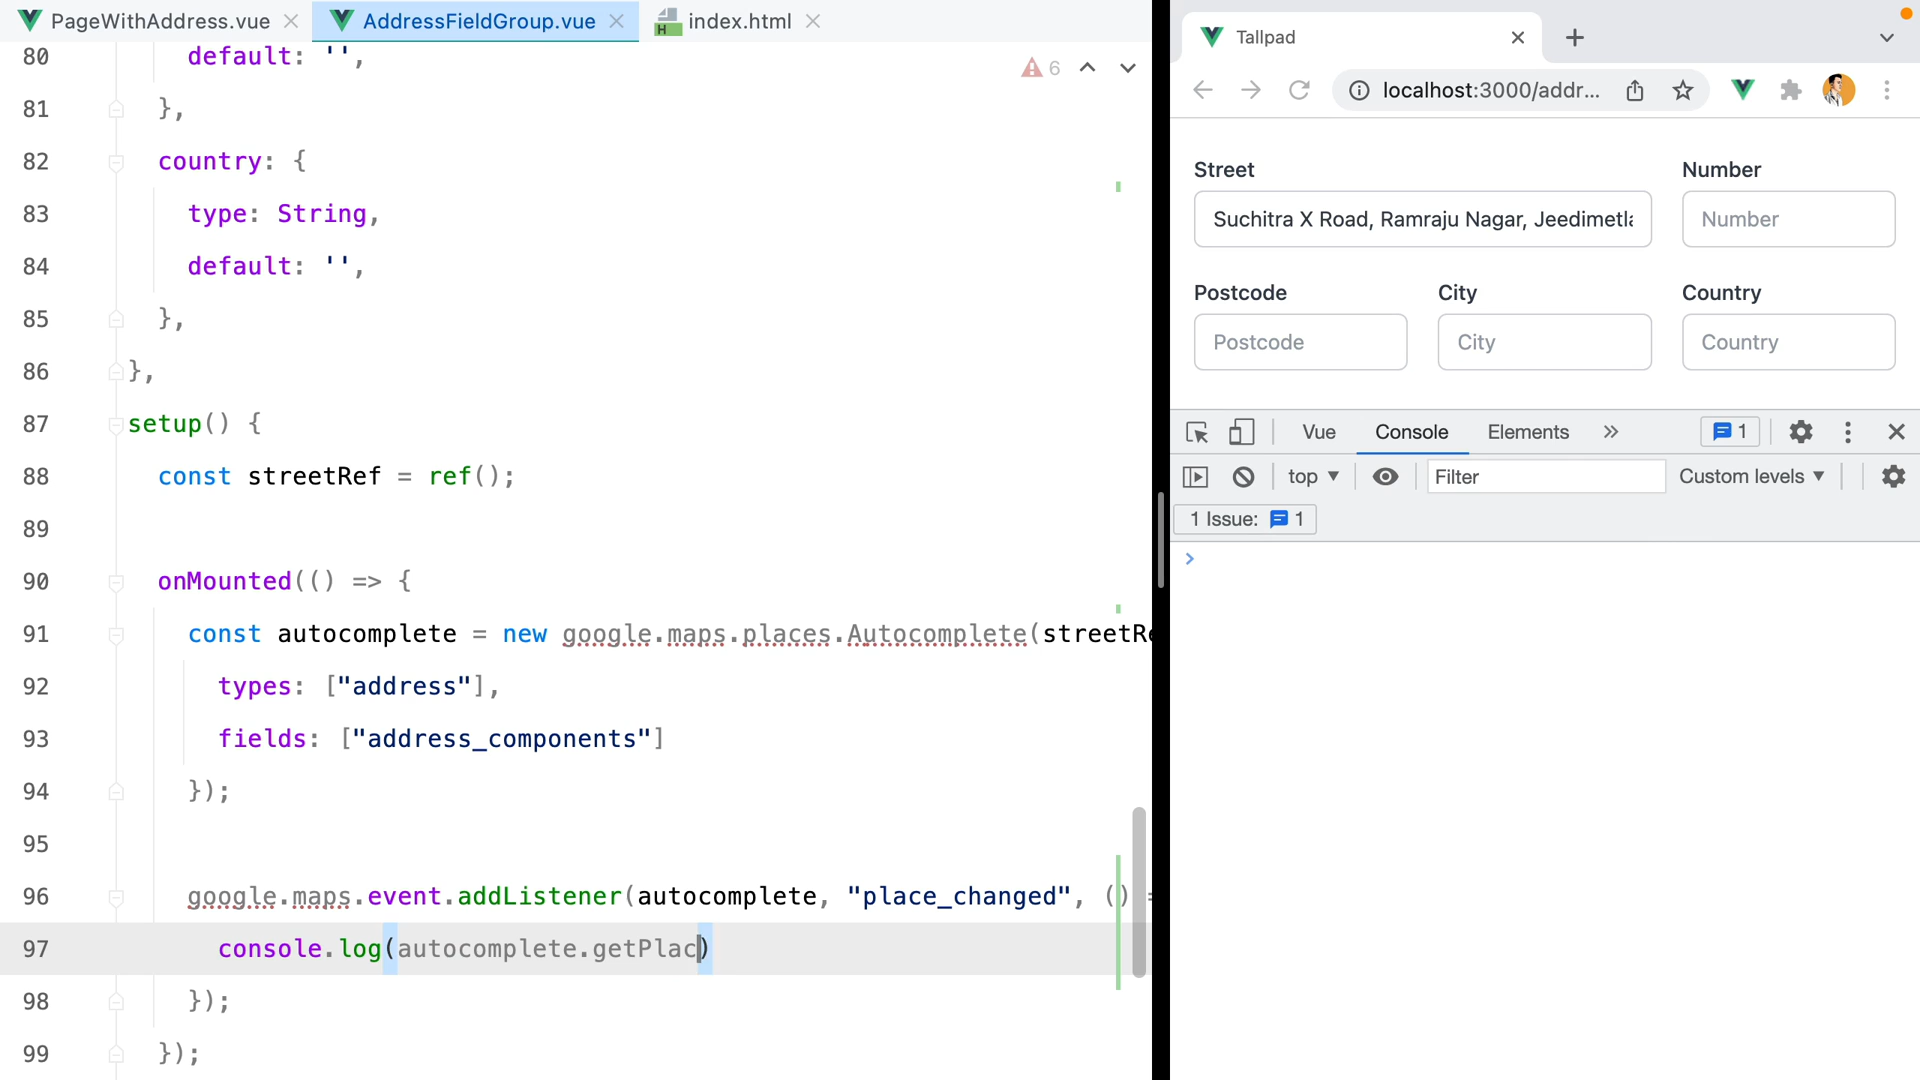 PageWithAddress.vue
AddressFieldGroup.vue
index.html
80 default: '',
6
81 },
82 country: {
83 type: String,
84 default: '',
85 },
86 },
87 setup() {
88 const streetRef = ref();
89
90 onMounted(() => {
91 const autocomplete = new google.maps.places.Autocomplete(streetRe
92 types: ["address"],
93 fields: ["address_components"]
94 });
95
96 google.maps.event.addListener(autocomplete, "place_changed", () =
97 console.log(autocomplete.getPlac)
98 });
99 });
Tallpad
localhost:3000/addr...
Street
Number
Suchitra X Road, Ramraju Nagar, Jeedimetla
Number
Postcode
City
Country
Postcode
City
Country
Vue
Console
Elements
1
top
Filter
Custom levels
1 Issue: 1